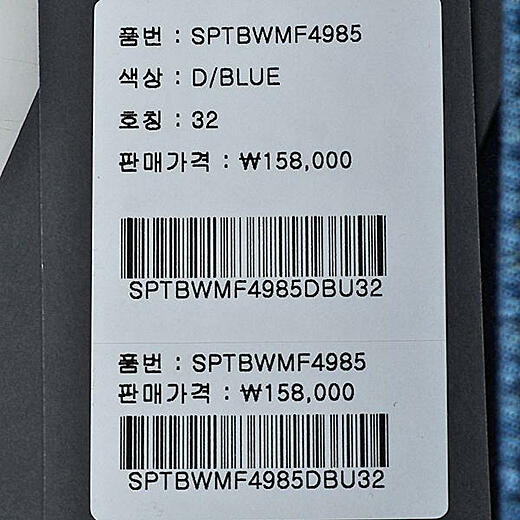 품번 : SPTBWMF4985
색상 : D/BLUE
호칭 : 32
판매가격 : ₩158,000
SPTBWMF4985DBU32
품번 : SPTBWMF4985
판매가격 : ₩158,000
SPTBWMF4985DBU32